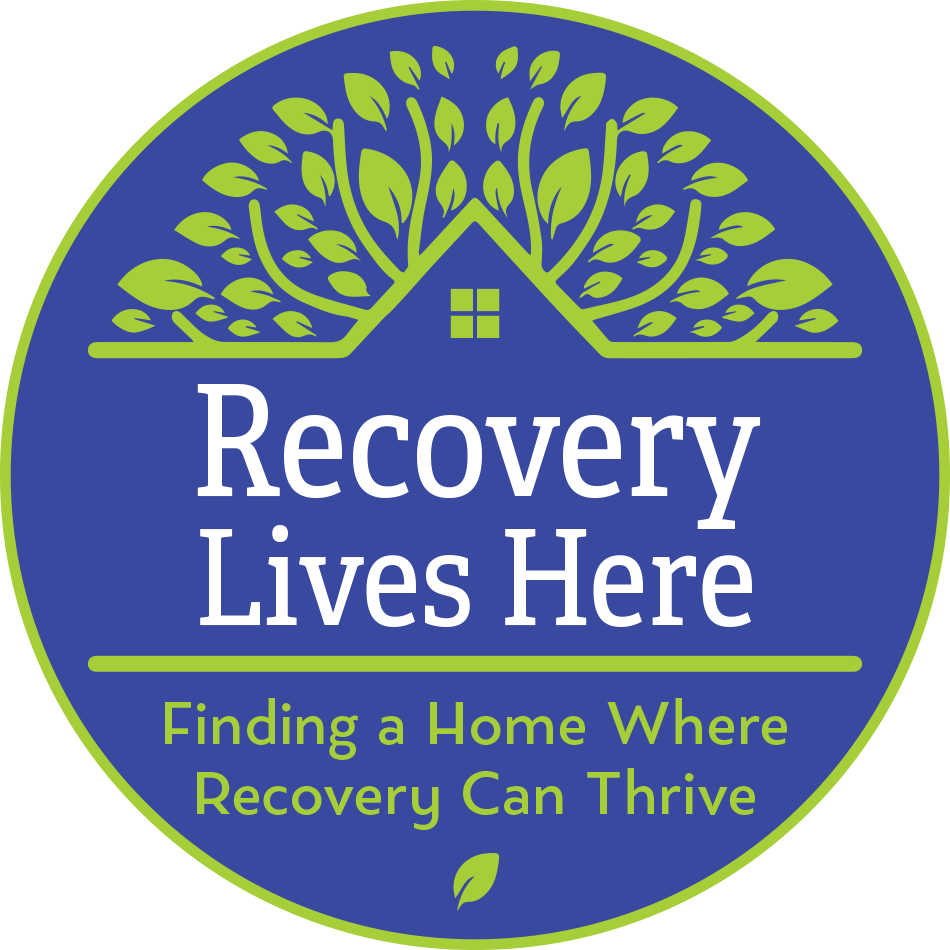 Recovery
Lives Here
Finding a Home Where
Recovery Can Thrive